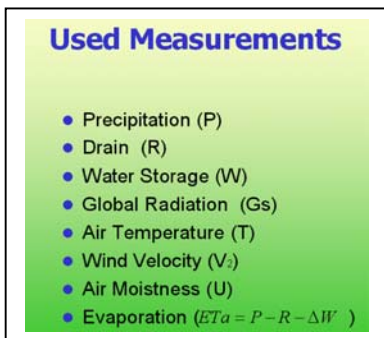 Used Measurements
• Precipitation (P)
• Drain (R)
• Water Storage (W)
• Global Radiation (Gs)
• Air Temperature (T)
• Wind Velocity (V₂)
• Air Moistness (U)
• Evaporation (ETa = P − R − ΔW )